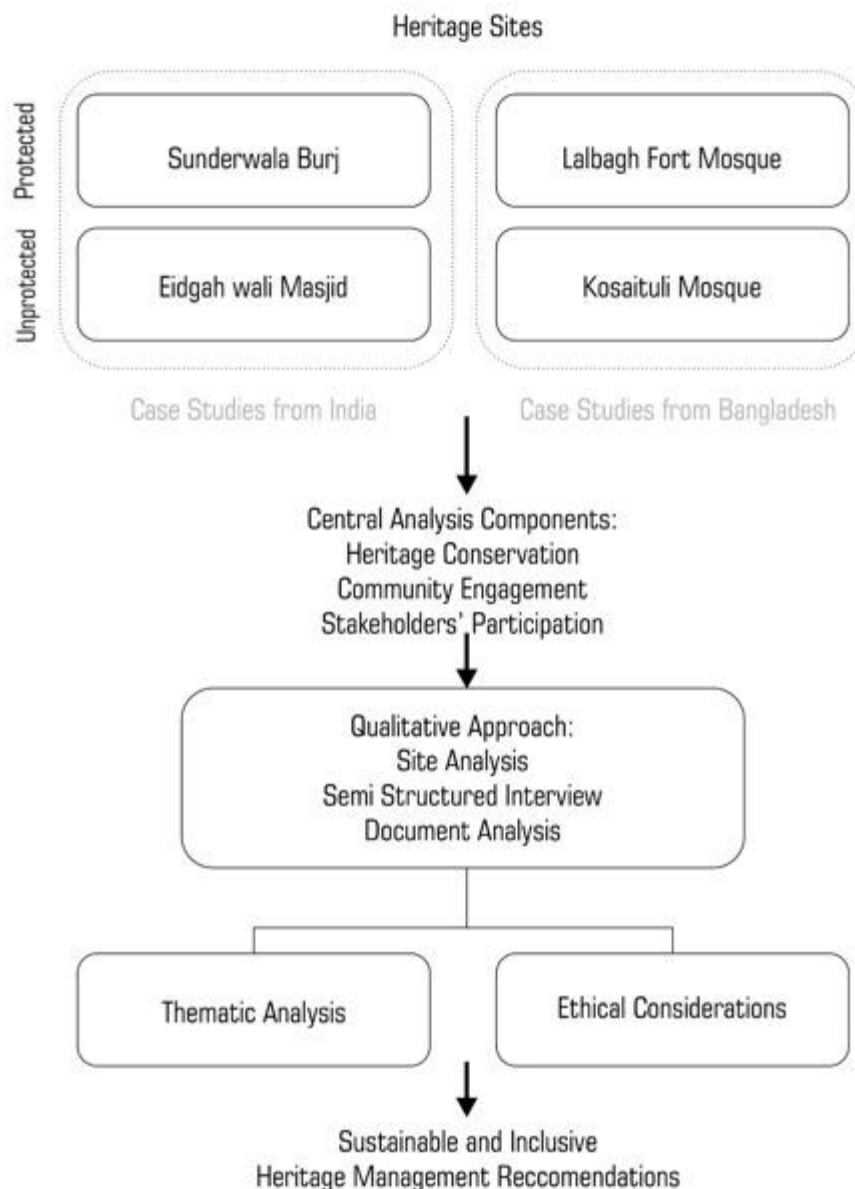 Heritage Sites
Protected
Sunderwala Burj
Lalbagh Fort Mosque
Unprotected
Eidgah wali Masjid
Kosaituli Mosque
Case Studies from India
Case Studies from Bangladesh
Central Analysis Components:
Heritage Conservation
Community Engagement
Stakeholders' Participation
Qualitative Approach:
Site Analysis
Semi Structured Interview
Document Analysis
Thematic Analysis
Ethical Considerations
Sustainable and Inclusive
Heritage Management Reccomendations